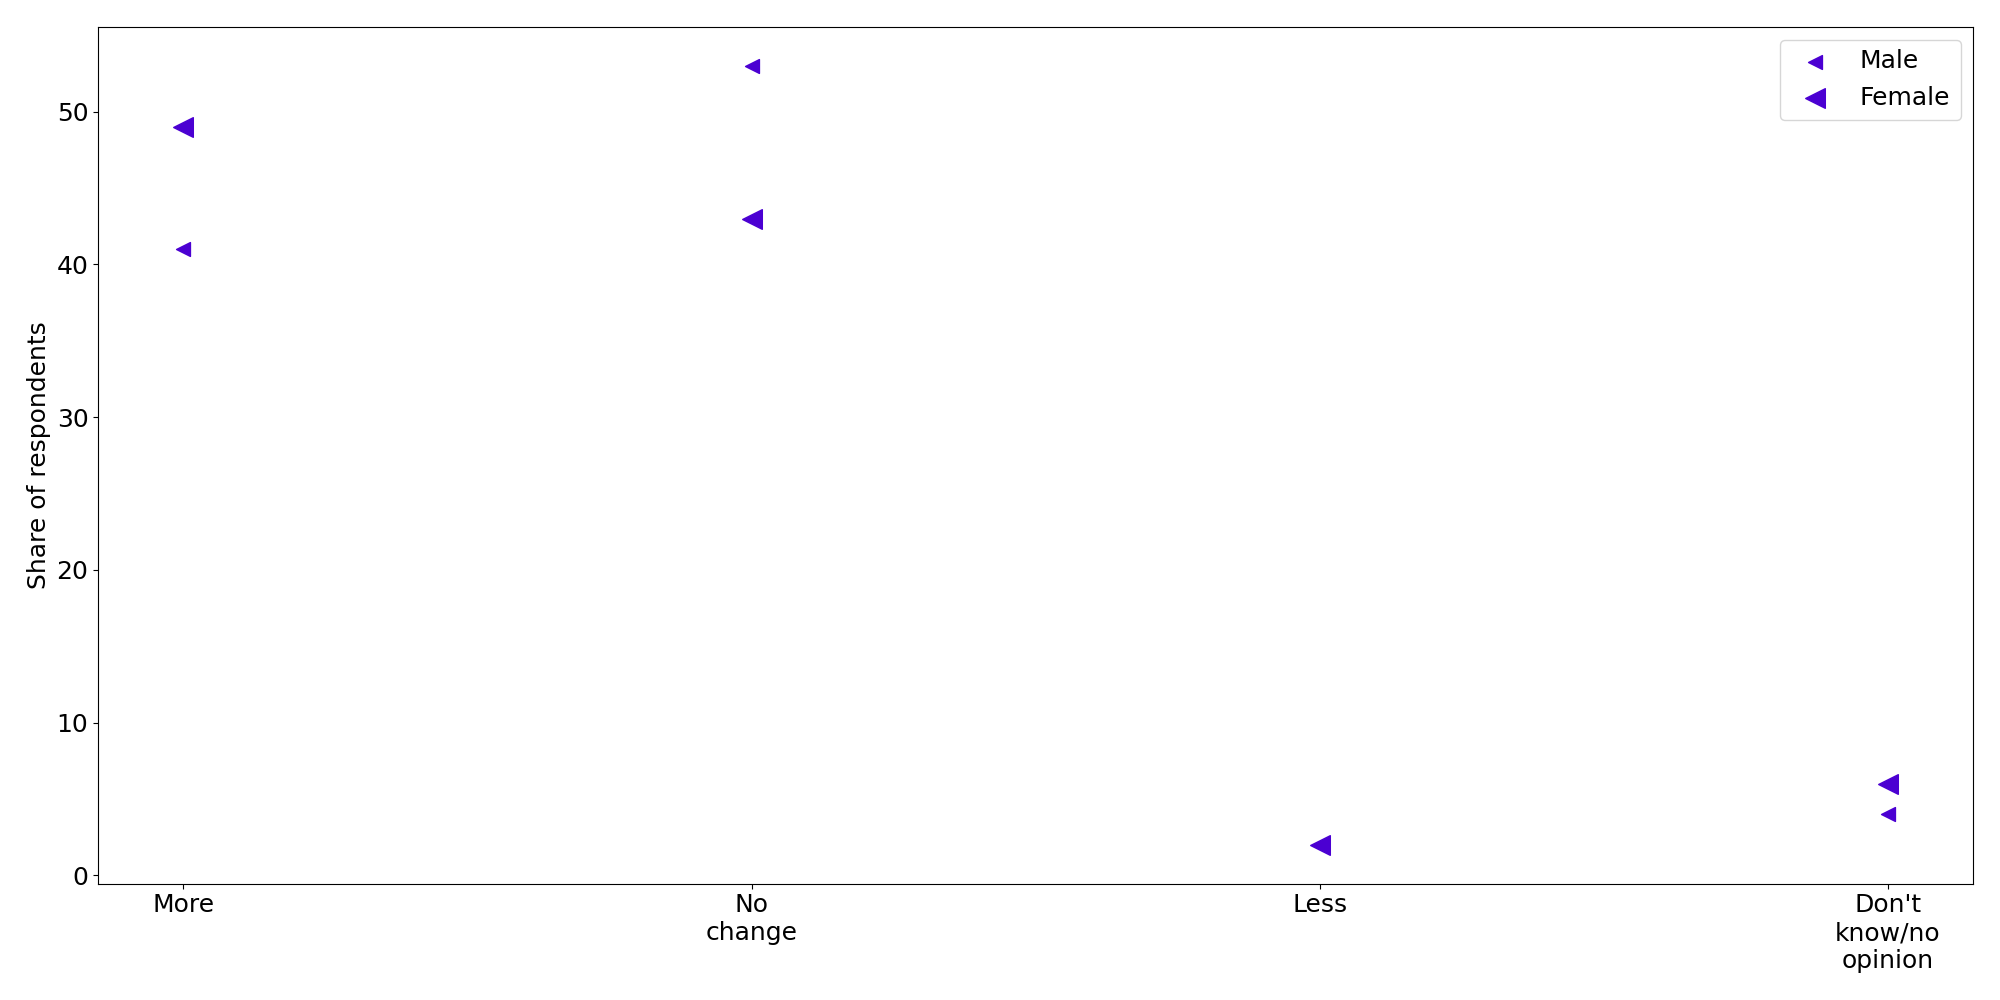 Male
Female
Share of respondents
50
40
30
20
10
0
More
No
change
Less
Don't
know/no
opinion